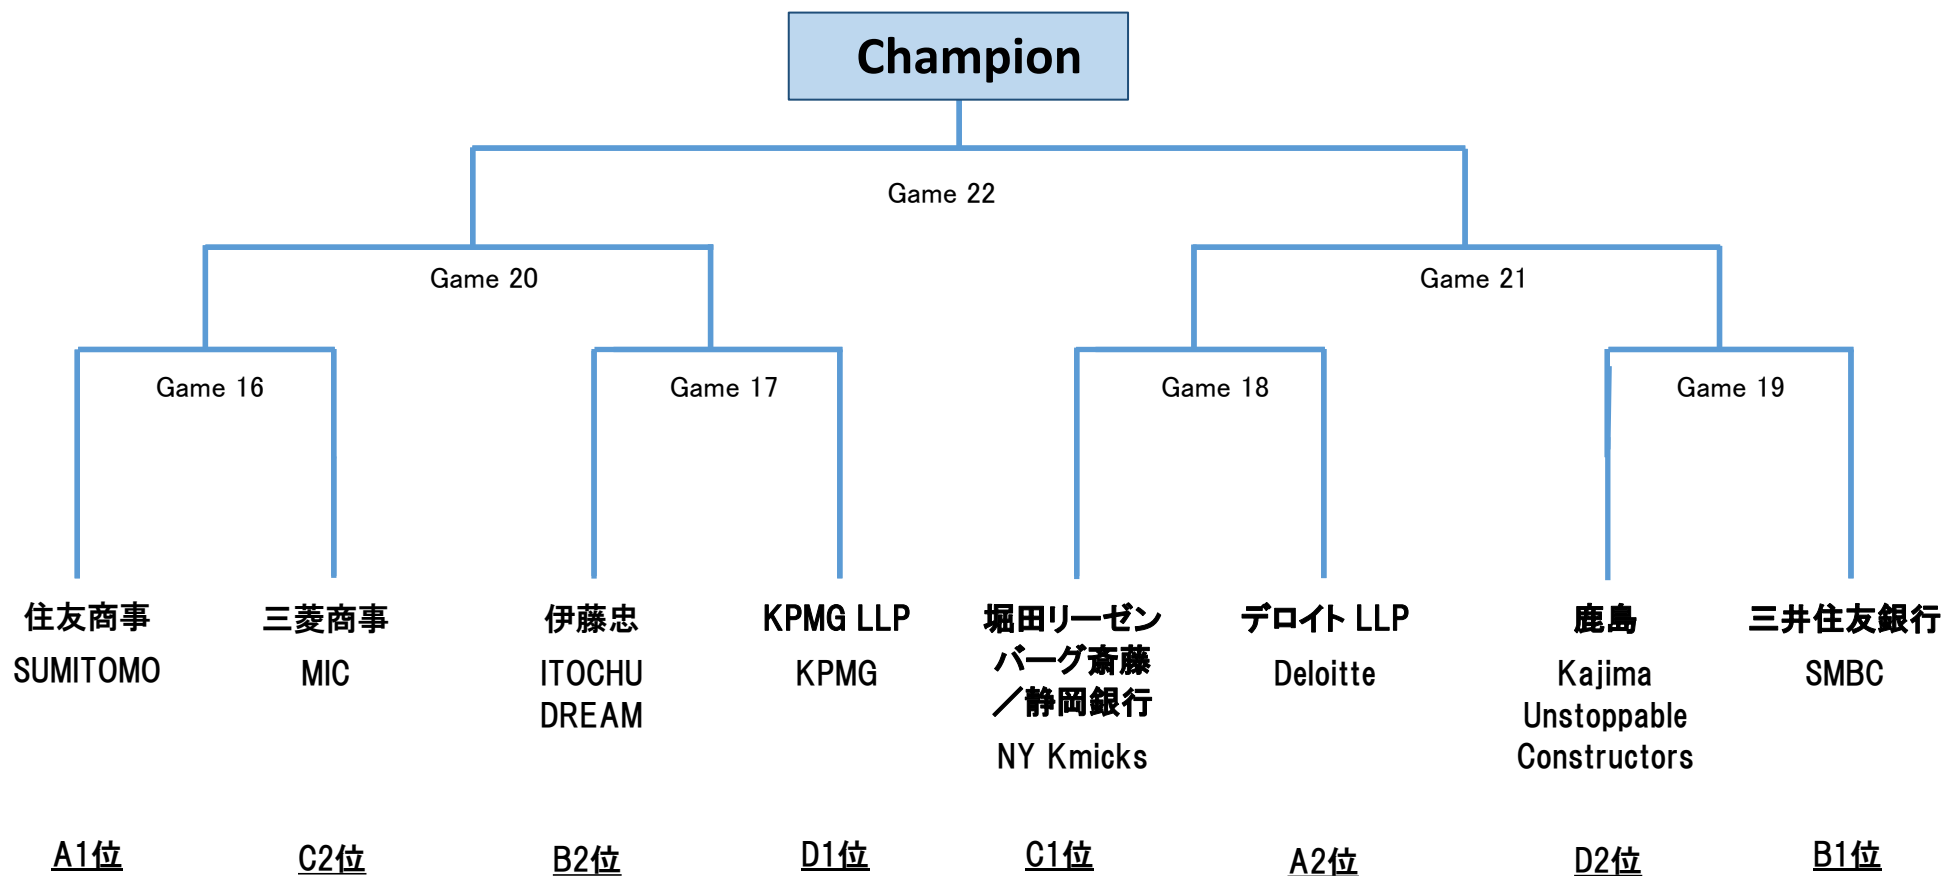 Champion
Game 22
Game 20
Game 21
Game 16
Game 17
Game 18
Game 19
住友商事
SUMITOMO
三菱商事
MIC
伊藤忠
ITOCHU
DREAM
KPMG LLP
KPMG
堀田リーゼン
バーグ斎藤
／静岡銀行
NY Kmicks
デロイト LLP
Deloitte
鹿島
Kajima
Unstoppable
Constructors
三井住友銀行
SMBC
A1位
C2位
B2位
D1位
C1位
A2位
D2位
B1位